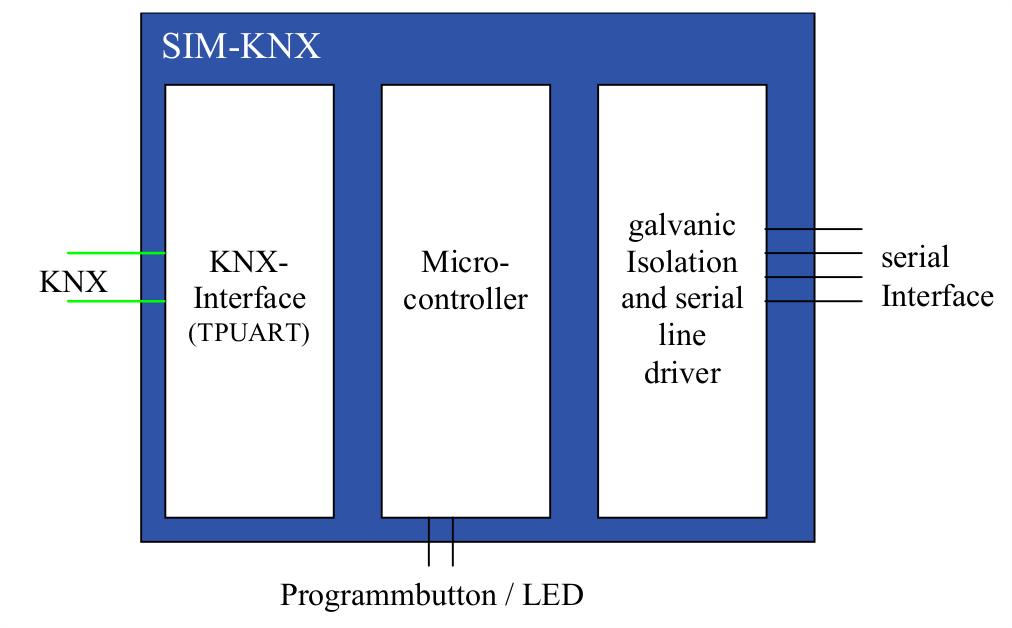 SIM-KNX
KNX
KNX-
Interface
(TPUART)
Micro-
controller
galvanic
Isolation
and serial
line
driver
serial
Interface
Programmbutton / LED